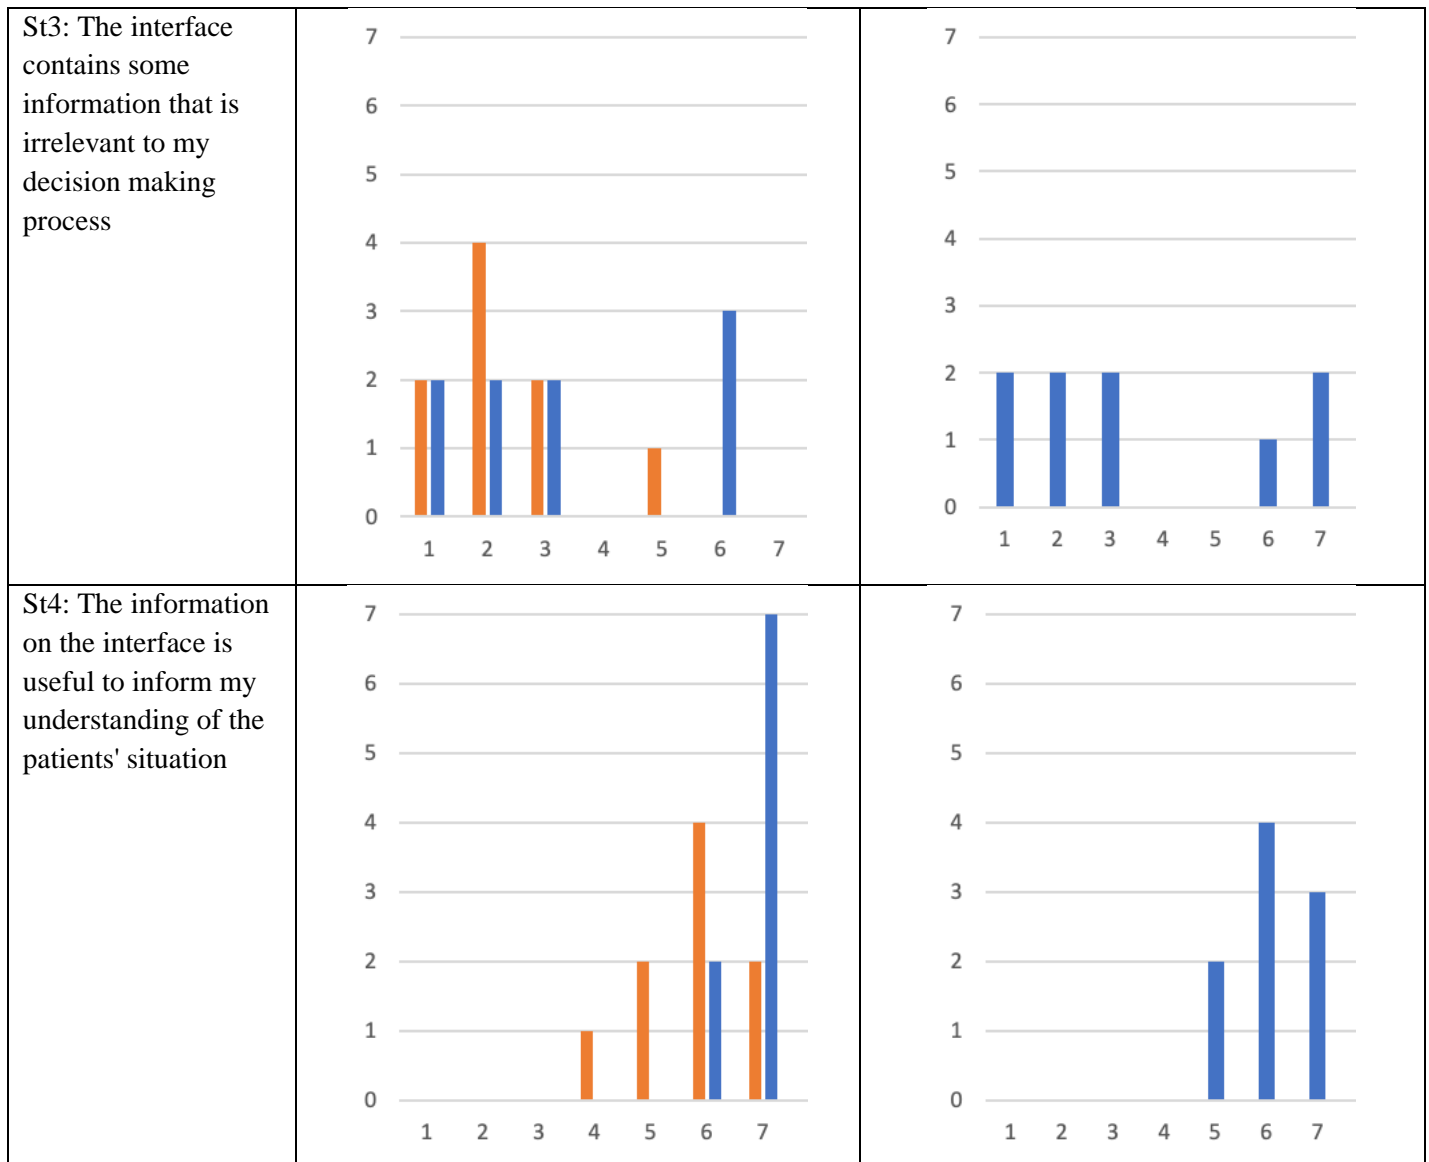 St3: The interface
contains some
information that is
irrelevant to my
decision making
process
7
6
5
4
3
2
1
0
1 2 3 4 5 6 7
7
6
5
4
3
2
1
0
1 2 3 4 5 6 7
St4: The information
on the interface is
useful to inform my
understanding of the
patients' situation
7
6
5
4
3
2
1
0
1 2 3 4 5 6 7
7
6
5
4
3
2
1
0
1 2 3 4 5 6 7